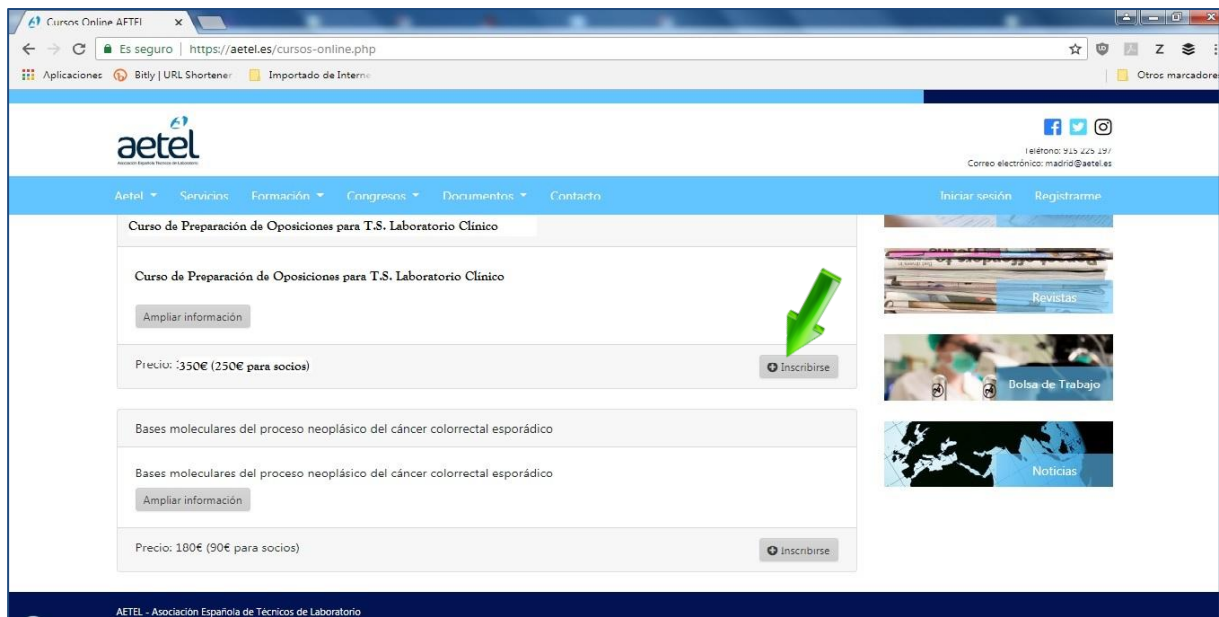 Cursos Online AETEL
Es seguro | https://aetel.es/cursos-online.php
Aplicaciones Bitly | URL Shortener Importado de Interne Otros marcadores
aetel
Asociación Española Técnicos de Laboratorio
Teléfono: 915 225 197
Correo electrónico: madrid@aetel.es
Aetel Servicios Formación Congresos Documentos Contacto Iniciar sesión Registrarme
Curso de Preparación de Oposiciones para T.S. Laboratorio Clínico
Curso de Preparación de Oposiciones para T.S. Laboratorio Clínico
Ampliar información
Precio: 350€ (250€ para socios)
Inscribirse
Bases moleculares del proceso neoplásico del cáncer colorrectal esporádico
Bases moleculares del proceso neoplásico del cáncer colorrectal esporádico
Ampliar información
Precio: 180€ (90€ para socios)
Inscribirse
Revistas
Bolsa de Trabajo
Noticias
AETEL - Asociación Española de Técnicos de Laboratorio